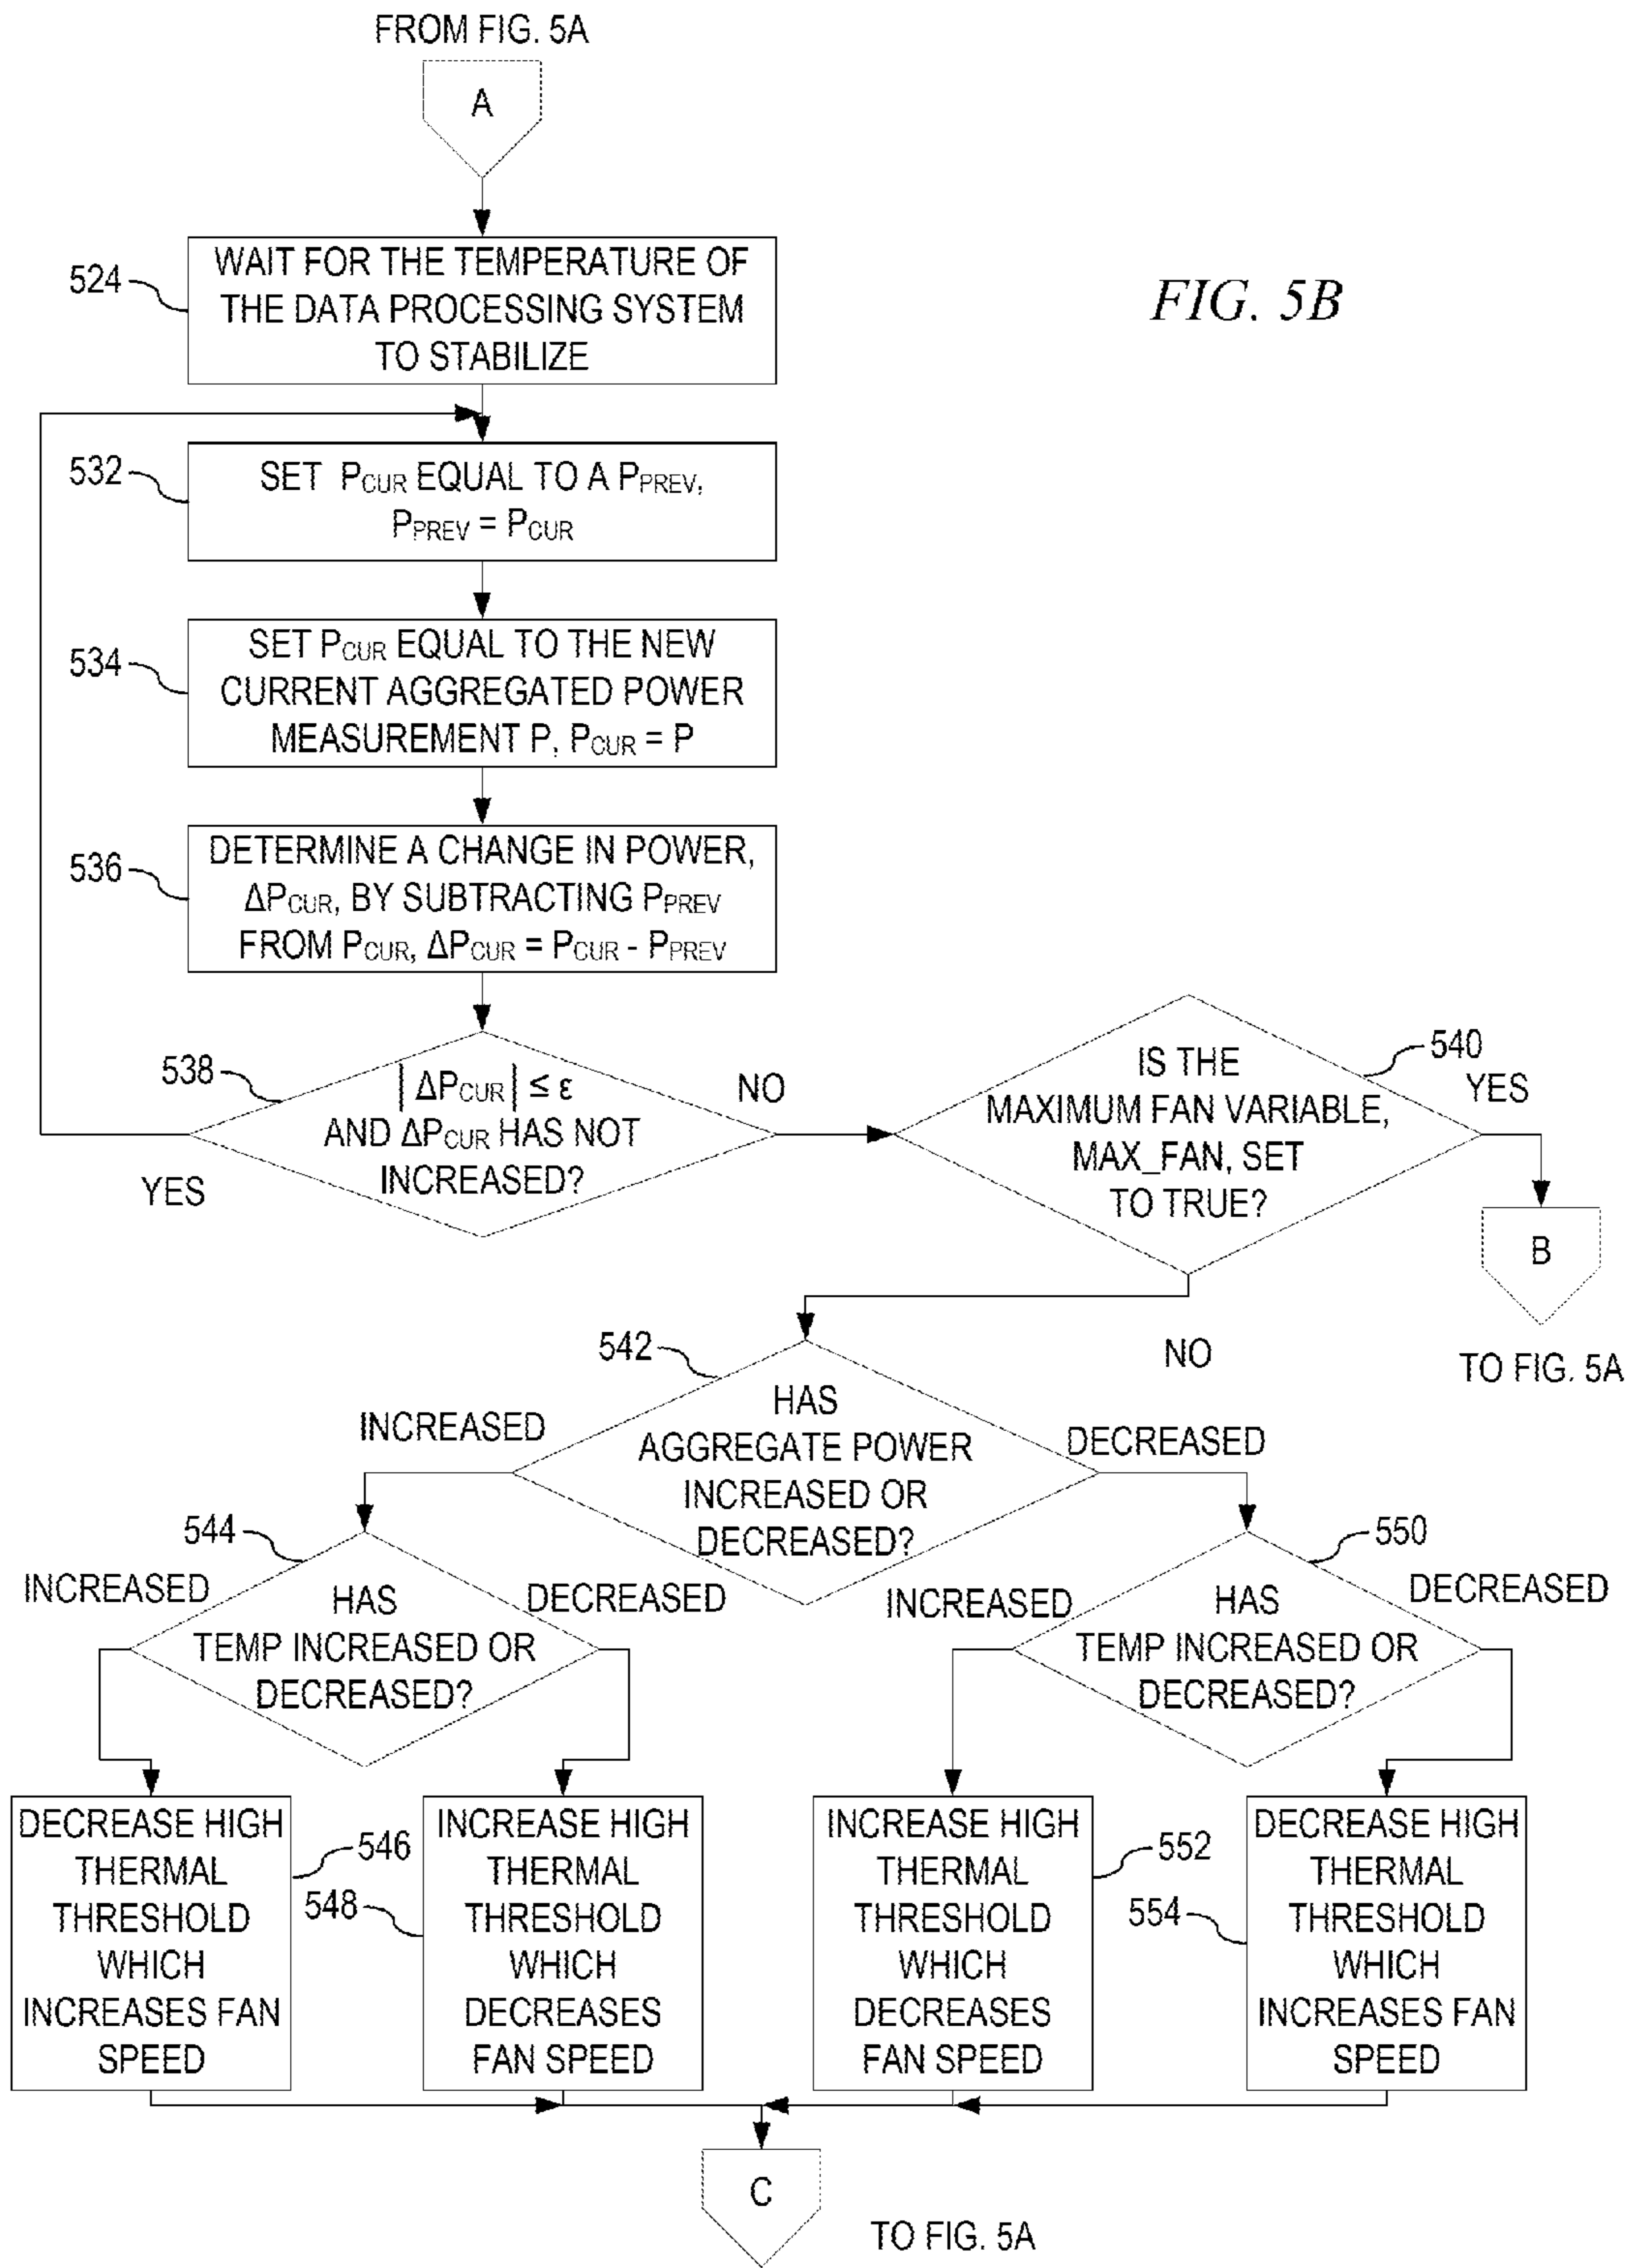 FROM FIG. 5A
A
524
WAIT FOR THE TEMPERATURE OF
THE DATA PROCESSING SYSTEM
TO STABILIZE
FIG. 5B
532
SET PCUR EQUAL TO A PPREV,
PPREV = PCUR
534
SET PCUR EQUAL TO THE NEW
CURRENT AGGREGATED POWER
MEASUREMENT P, PCUR = P
536
DETERMINE A CHANGE IN POWER,
ΔPCUR, BY SUBTRACTING PPREV
FROM PCUR, ΔPCUR = PCUR - PPREV
538
|ΔPCUR| ≤ ε
AND ΔPCUR HAS NOT
INCREASED?
YES
NO
540
IS THE
MAXIMUM FAN VARIABLE,
MAX_FAN, SET
TO TRUE?
YES
B
TO FIG. 5A
NO
542
HAS
AGGREGATE POWER
INCREASED OR
DECREASED?
INCREASED
DECREASED
544
HAS
TEMP INCREASED OR
DECREASED?
INCREASED
DECREASED
550
HAS
TEMP INCREASED OR
DECREASED?
INCREASED
DECREASED
DECREASE HIGH
THERMAL
THRESHOLD
WHICH
INCREASES FAN
SPEED
546
548
INCREASE HIGH
THERMAL
THRESHOLD
WHICH
DECREASES
FAN SPEED
INCREASE HIGH
THERMAL
THRESHOLD
WHICH
DECREASES
FAN SPEED
552
554
DECREASE HIGH
THERMAL
THRESHOLD
WHICH
INCREASES FAN
SPEED
C
TO FIG. 5A